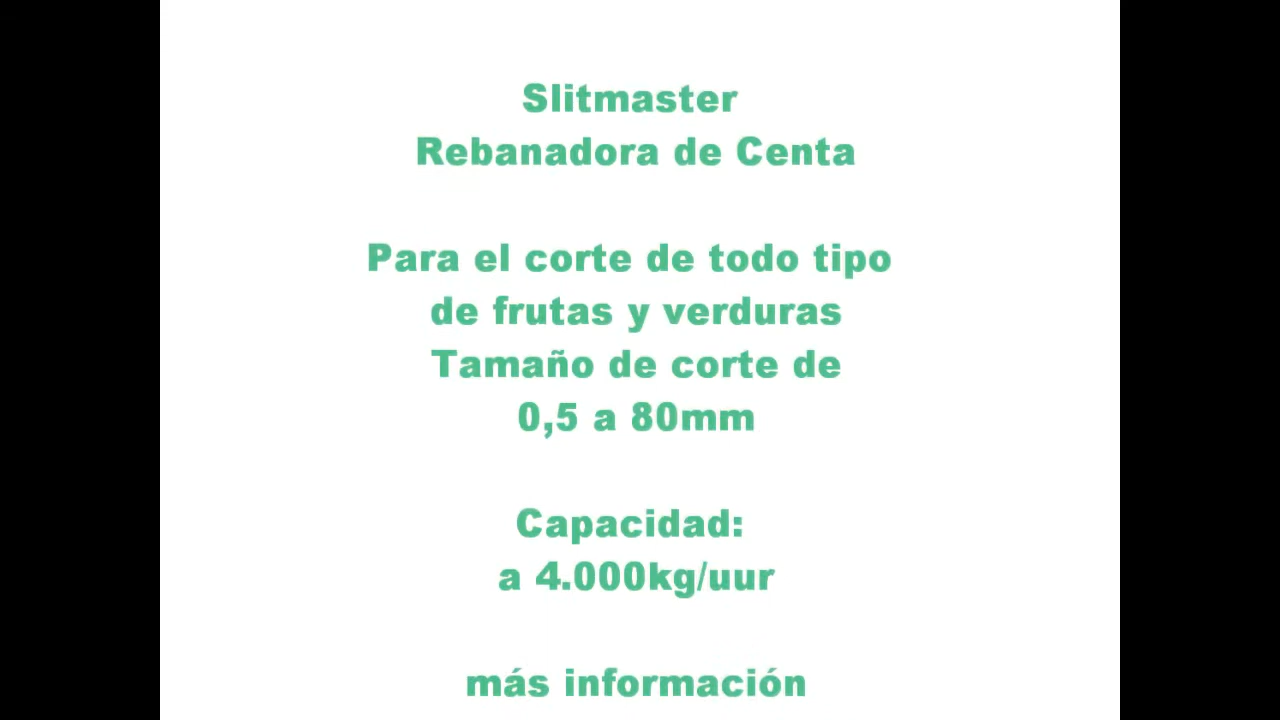 Slitmaster
Rebanadora de Centa
Para el corte de todo tipo
de frutas y verduras
Tamaño de corte de
0,5 a 80mm
Capacidad:
a 4.000kg/uur
más información